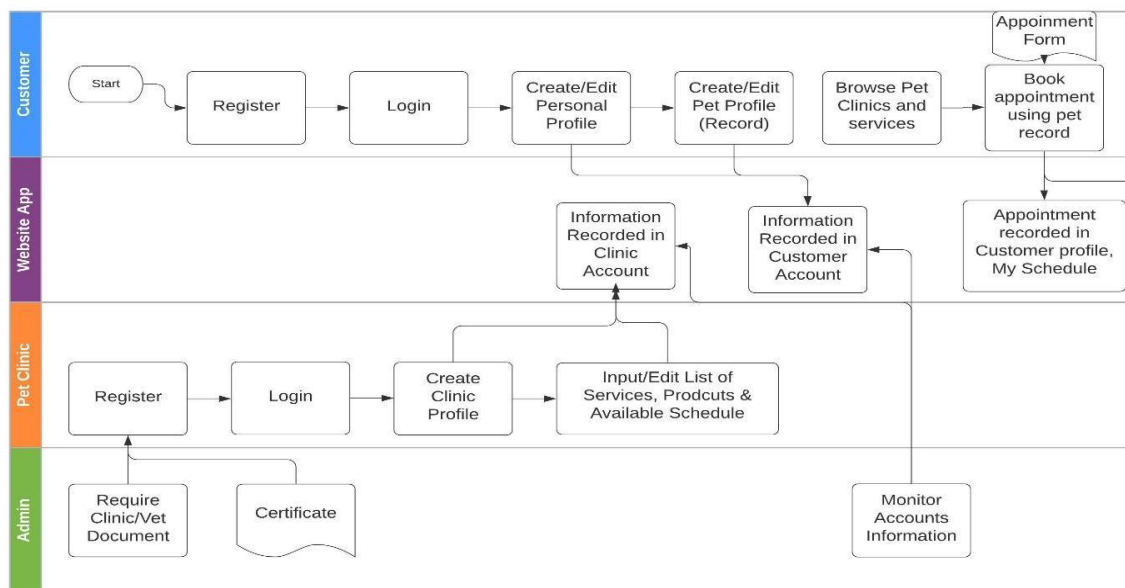 Customer
Appoinment
Form
Start
Register
Login
Create/Edit
Personal
Profile
Create/Edit
Pet Profile
(Record)
Browse Pet
Clinics and
services
Book
appointment
using pet
record
Website App
Information
Recorded in
Clinic
Account
Information
Recorded in
Customer
Account
Appointment
recorded in
Customer profile,
My Schedule
Pet Clinic
Register
Login
Create
Clinic
Profile
Input/Edit List of
Services, Prodcuts &
Available Schedule
Admin
Require
Clinic/Vet
Document
Certificate
Monitor
Accounts
Information